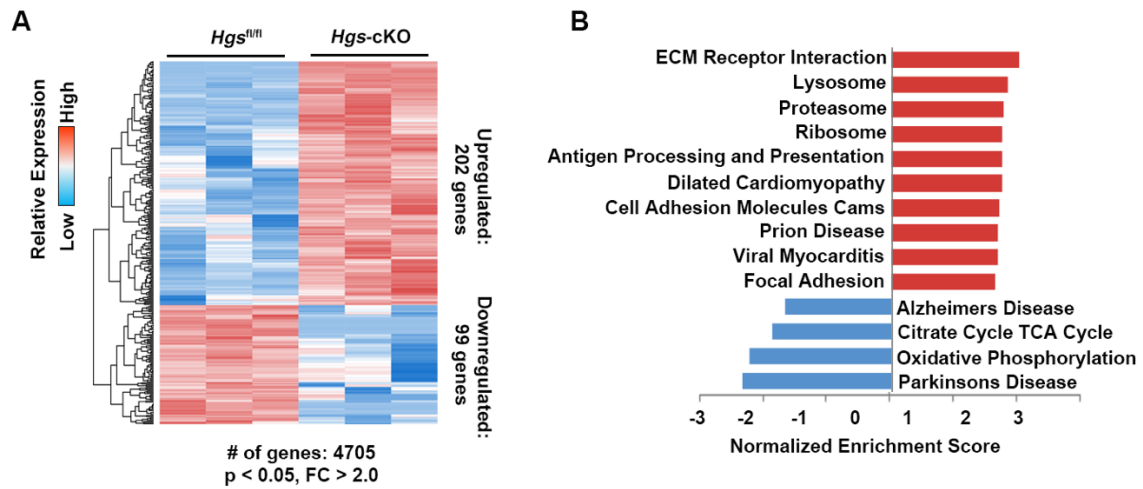 A
Hgsfl/fl
Hgs-cKO
Relative Expression
Low
High
Upregulated:
202 genes
Downregulated:
99 genes
# of genes: 4705
p < 0.05, FC > 2.0
B
ECM Receptor Interaction
Lysosome
Proteasome
Ribosome
Antigen Processing and Presentation
Dilated Cardiomyopathy
Cell Adhesion Molecules Cams
Prion Disease
Viral Myocarditis
Focal Adhesion
Alzheimers Disease
Citrate Cycle TCA Cycle
Oxidative Phosphorylation
Parkinsons Disease
-3 -2 -1 0 1 2 3
Normalized Enrichment Score